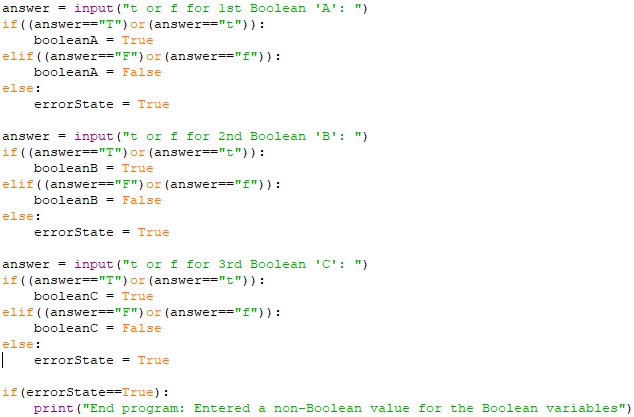 answer = input("t or f for 1st Boolean 'A': ")
if((answer=="T")or(answer=="t")):
    booleanA = True
elif((answer=="F")or(answer=="f")):
    booleanA = False
else:
    errorState = True
answer = input("t or f for 2nd Boolean 'B': ")
if((answer=="T")or(answer=="t")):
    booleanB = True
elif((answer=="F")or(answer=="f")):
    booleanB = False
else:
    errorState = True
answer = input("t or f for 3rd Boolean 'C': ")
if((answer=="T")or(answer=="t")):
    booleanC = True
elif((answer=="F")or(answer=="f")):
    booleanC = False
else:
    errorState = True
if(errorState==True):
    print("End program: Entered a non-Boolean value for the Boolean variables")